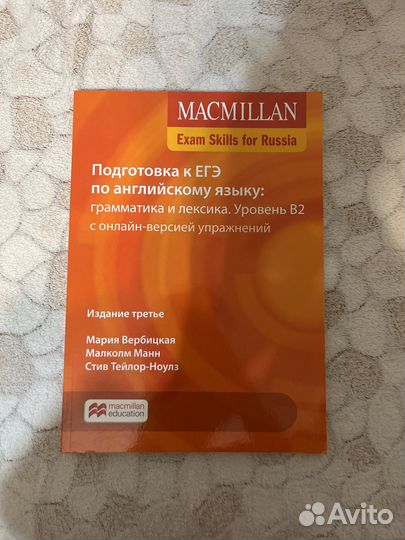 MACMILLAN
Exam Skills for Russia
Подготовка к ЕГЭ
по английскому языку:
грамматика и лексика. Уровень B2
с онлайн-версией упражнений
Издание третье
Мария Вербицкая
Малколм Манн
Стив Тейлор-Ноулз
macmillan
education
Avito